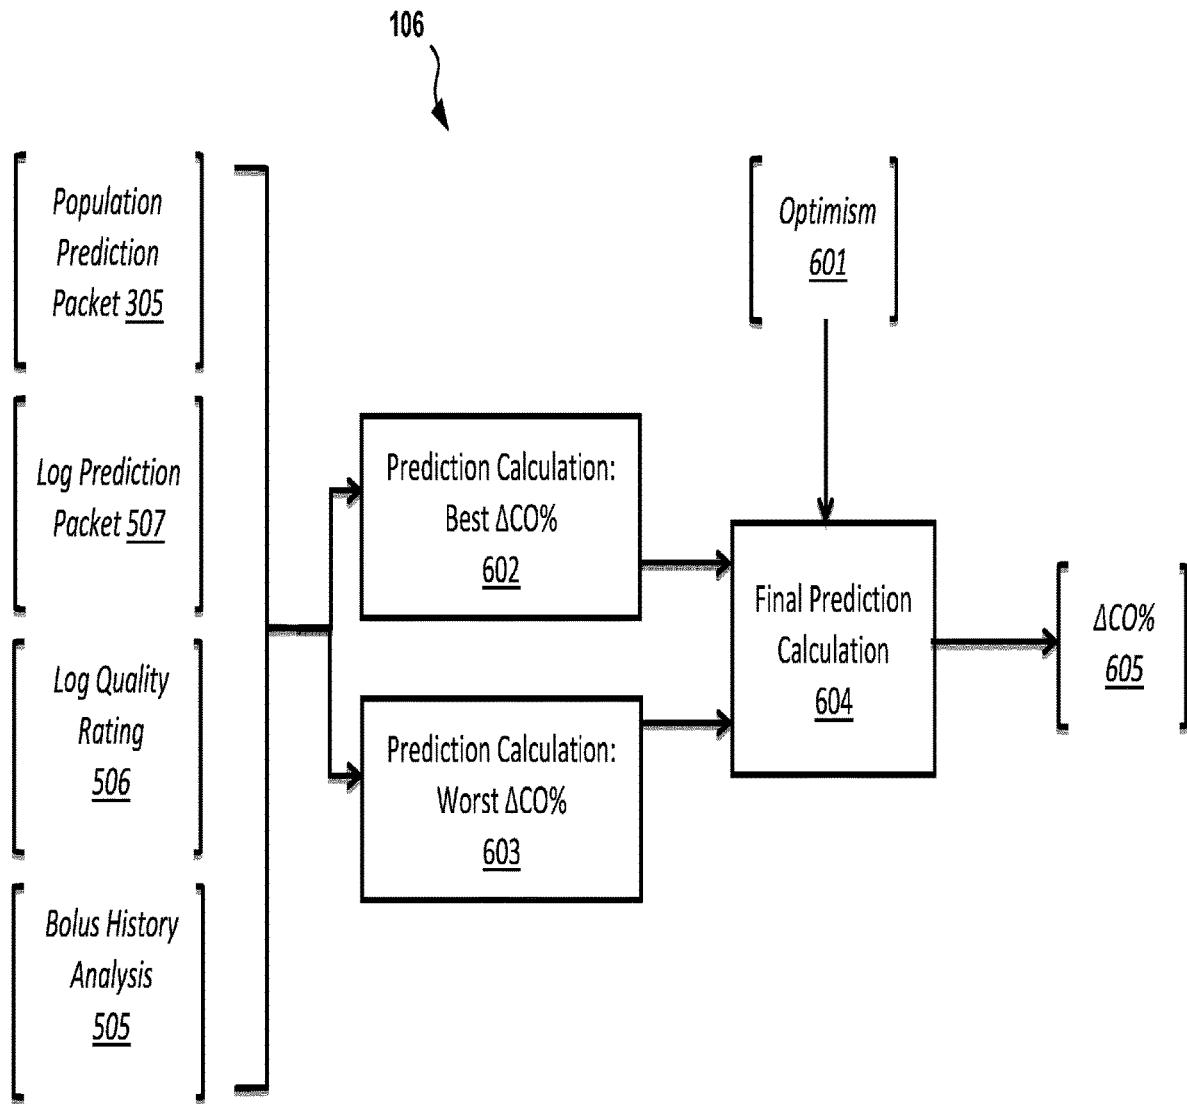 106
Population
Prediction
Packet 305
Log Prediction
Packet 507
Log Quality
Rating
506
Bolus History
Analysis
505
Prediction Calculation:
Best ΔCO%
602
Prediction Calculation:
Worst ΔCO%
603
Optimism
601
Final Prediction
Calculation
604
ΔCO%
605